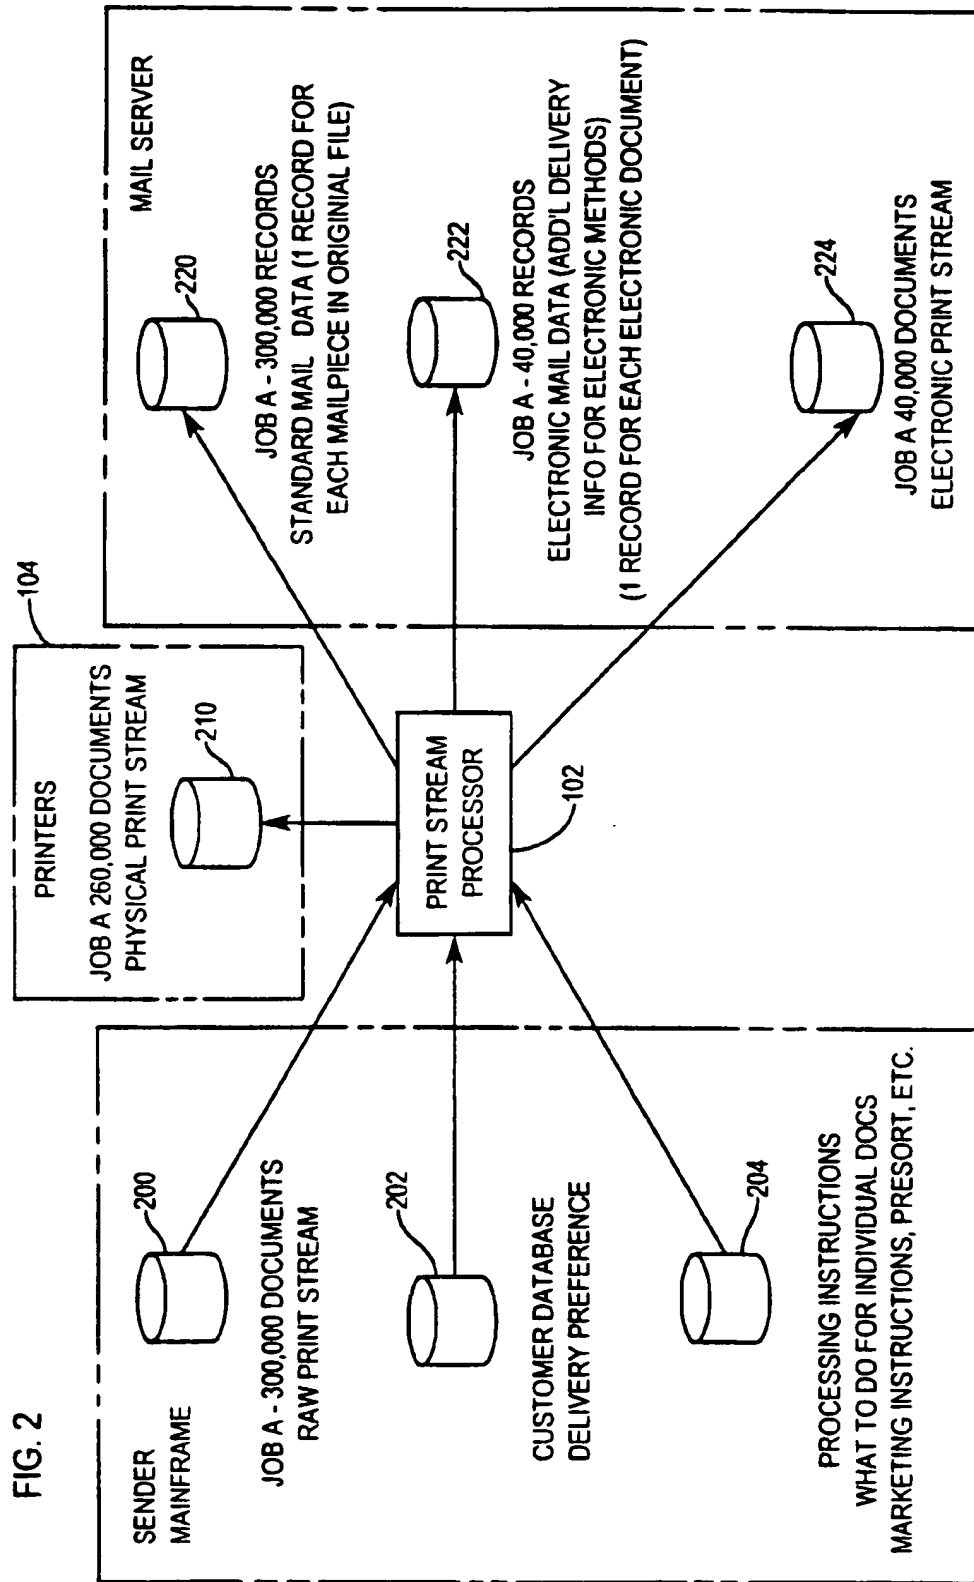 FIG. 2
SENDER
MAINFRAME
200
JOB A - 300,000 DOCUMENTS
RAW PRINT STREAM
202
CUSTOMER DATABASE
DELIVERY PREFERENCE
204
PROCESSING INSTRUCTIONS
WHAT TO DO FOR INDIVIDUAL DOCS
MARKETING INSTRUCTIONS, PRESORT, ETC.
PRINTERS
104
JOB A 260,000 DOCUMENTS
PHYSICAL PRINT STREAM
210
PRINT STREAM
PROCESSOR
102
MAIL SERVER
220
JOB A - 300,000 RECORDS
STANDARD MAIL DATA (1 RECORD FOR
EACH MAILPIECE IN ORIGINIAL FILE)
222
JOB A - 40,000 RECORDS
ELECTRONIC MAIL DATA (ADD'L DELIVERY
INFO FOR ELECTRONIC METHODS)
(1 RECORD FOR EACH ELECTRONIC DOCUMENT)
224
JOB A 40,000 DOCUMENTS
ELECTRONIC PRINT STREAM